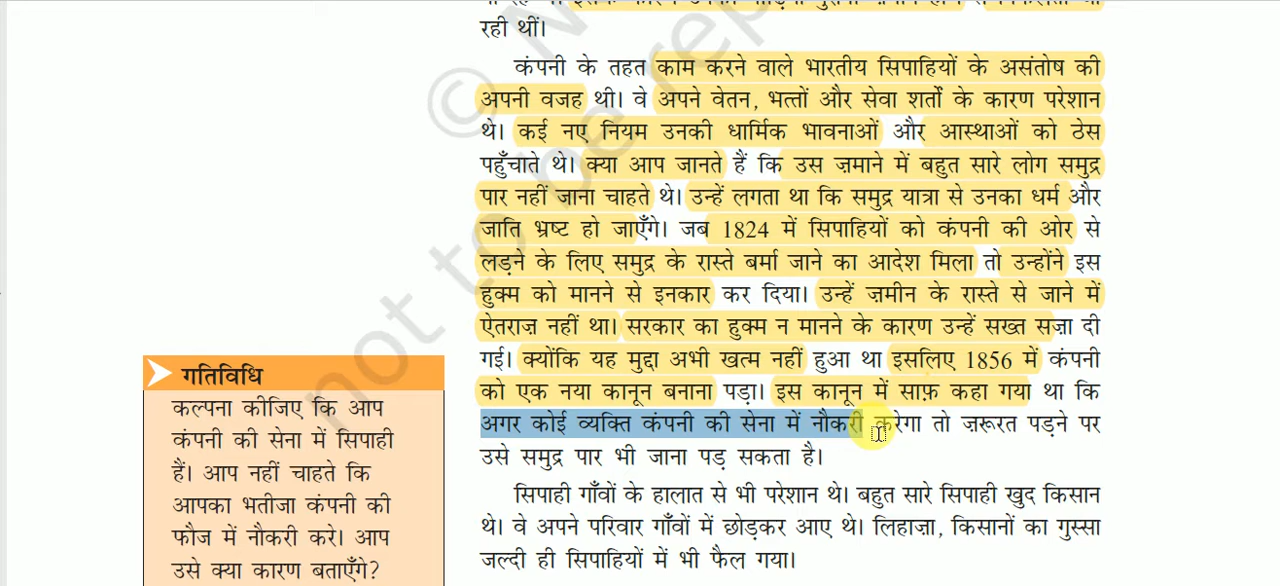 रही थीं।
कंपनी के तहत काम करने वाले भारतीय सिपाहियों के असंतोष की
अपनी वजह थी। वे अपने वेतन, भत्तों और सेवा शर्तों के कारण परेशान
थे। कई नए नियम उनकी धार्मिक भावनाओं और आस्थाओं को ठेस
पहुँचाते थे। क्या आप जानते हैं कि उस ज़माने में बहुत सारे लोग समुद्र
पार नहीं जाना चाहते थे। उन्हें लगता था कि समुद्र यात्रा से उनका धर्म और
जाति भ्रष्ट हो जाएँगे। जब 1824 में सिपाहियों को कंपनी की ओर से
लड़ने के लिए समुद्र के रास्ते बर्मा जाने का आदेश मिला तो उन्होंने इस
हुक्म को मानने से इनकार कर दिया। उन्हें ज़मीन के रास्ते से जाने में
ऐतराज़ नहीं था। सरकार का हुक्म न मानने के कारण उन्हें सख्त सज़ा दी
गई। क्योंकि यह मुद्दा अभी खत्म नहीं हुआ था इसलिए 1856 में कंपनी
को एक नया कानून बनाना पड़ा। इस कानून में साफ़ कहा गया था कि
अगर कोई व्यक्ति कंपनी की सेना में नौकरी करेगा तो जरूरत पड़ने पर
उसे समुद्र पार भी जाना पड़ सकता है।
सिपाही गाँवों के हालात से भी परेशान थे। बहुत सारे सिपाही खुद किसान
थे। वे अपने परिवार गाँवों में छोड़कर आए थे। लिहाज़ा, किसानों का गुस्सा
जल्दी ही सिपाहियों में भी फैल गया।
गतिविधि
कल्पना कीजिए कि आप
कंपनी की सेना में सिपाही
हैं। आप नहीं चाहते कि
आपका भतीजा कंपनी की
फौज में नौकरी करे। आप
उसे क्या कारण बताएँगे?
© N
not to be rep